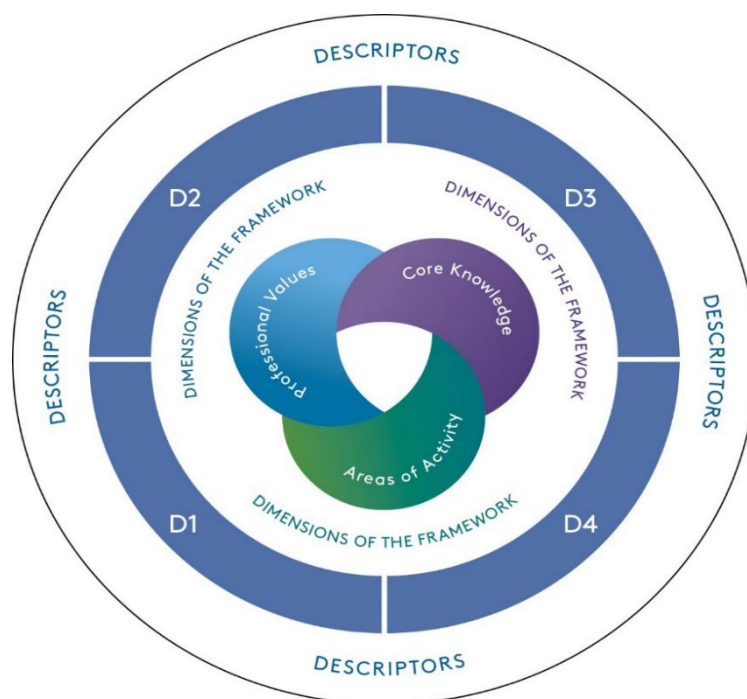 DESCRIPTORS
D2
D3
DIMENSIONS OF THE FRAMEWORK
DIMENSIONS OF THE FRAMEWORK
Professional Values
Core Knowledge
DESCRIPTORS
DESCRIPTORS
Areas of Activity
DIMENSIONS OF THE FRAMEWORK
D1
D4
DESCRIPTORS